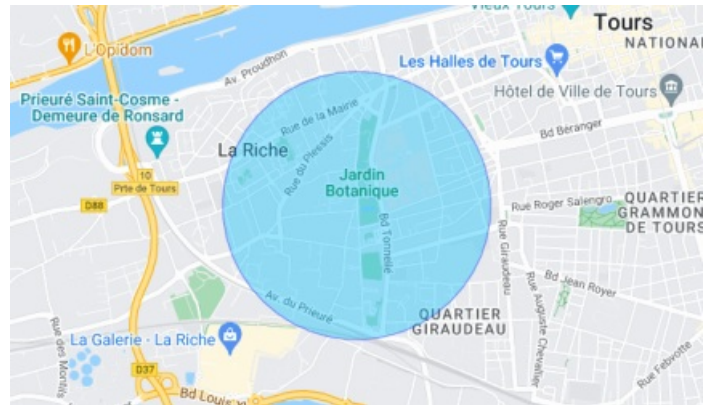 Vieux Tours
Tours
L'Opidom
NATIONAL
Av. Proudhon
Les Halles de Tours
Prieuré Saint-Cosme -
Demeure de Ronsard
Hôtel de Ville de Tours
Rue de la Mairie
Bd Béranger
La Riche
Rue du Plessis
Jardin
Botanique
10
Prte de Tours
D88
Rue Roger Salengro
QUARTIER
GRAMMON
DE TOURS
Bd Tonnellé
Rue Giraudeau
Bd Jean Royer
Av. du Prieuré
QUARTIER
GIRAUDEAU
Rue Auguste Chevallier
Rue des Montils
La Galerie - La Riche
D37
Rue Febvotte
Bd Louis XI